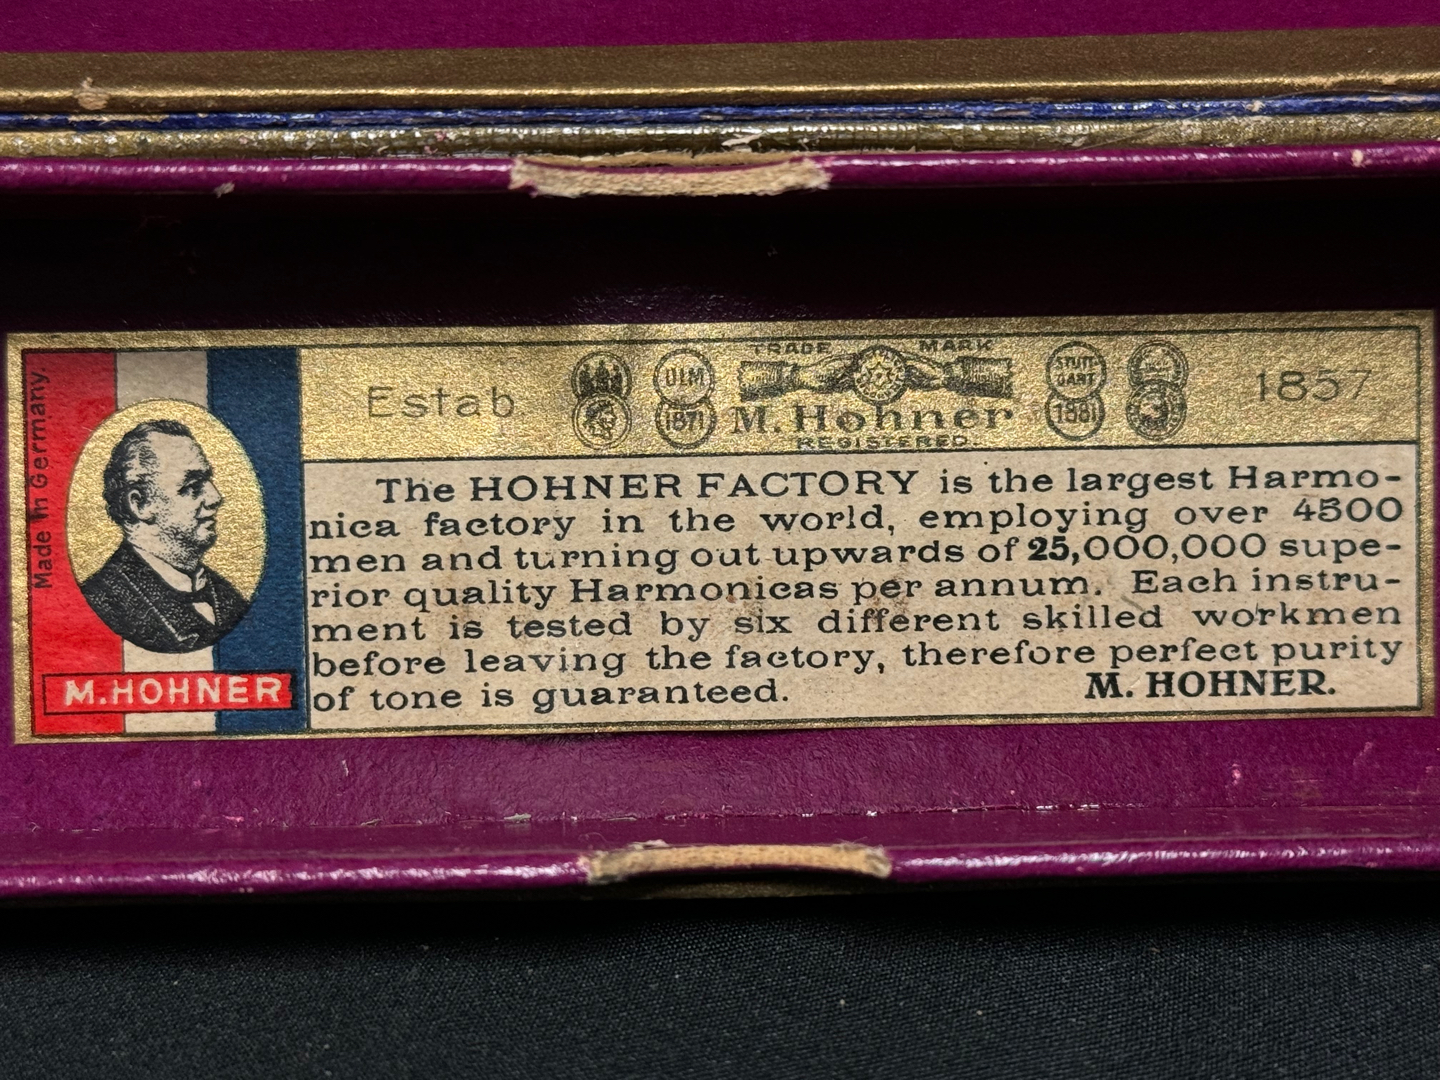 Made in Germany.
M. HOHNER
Estab.
ULM
1871
TRADE MARK
M. Hohner
REGISTERED.
STUTT-
GART
1881
1857
The HOHNER FACTORY is the largest Harmo-
nica factory in the world, employing over 4500
men and turning out upwards of 25,000,000 supe-
rior quality Harmonicas per annum. Each instru-
ment is tested by six different skilled workmen
before leaving the factory, therefore perfect purity
of tone is guaranteed. M. HOHNER.